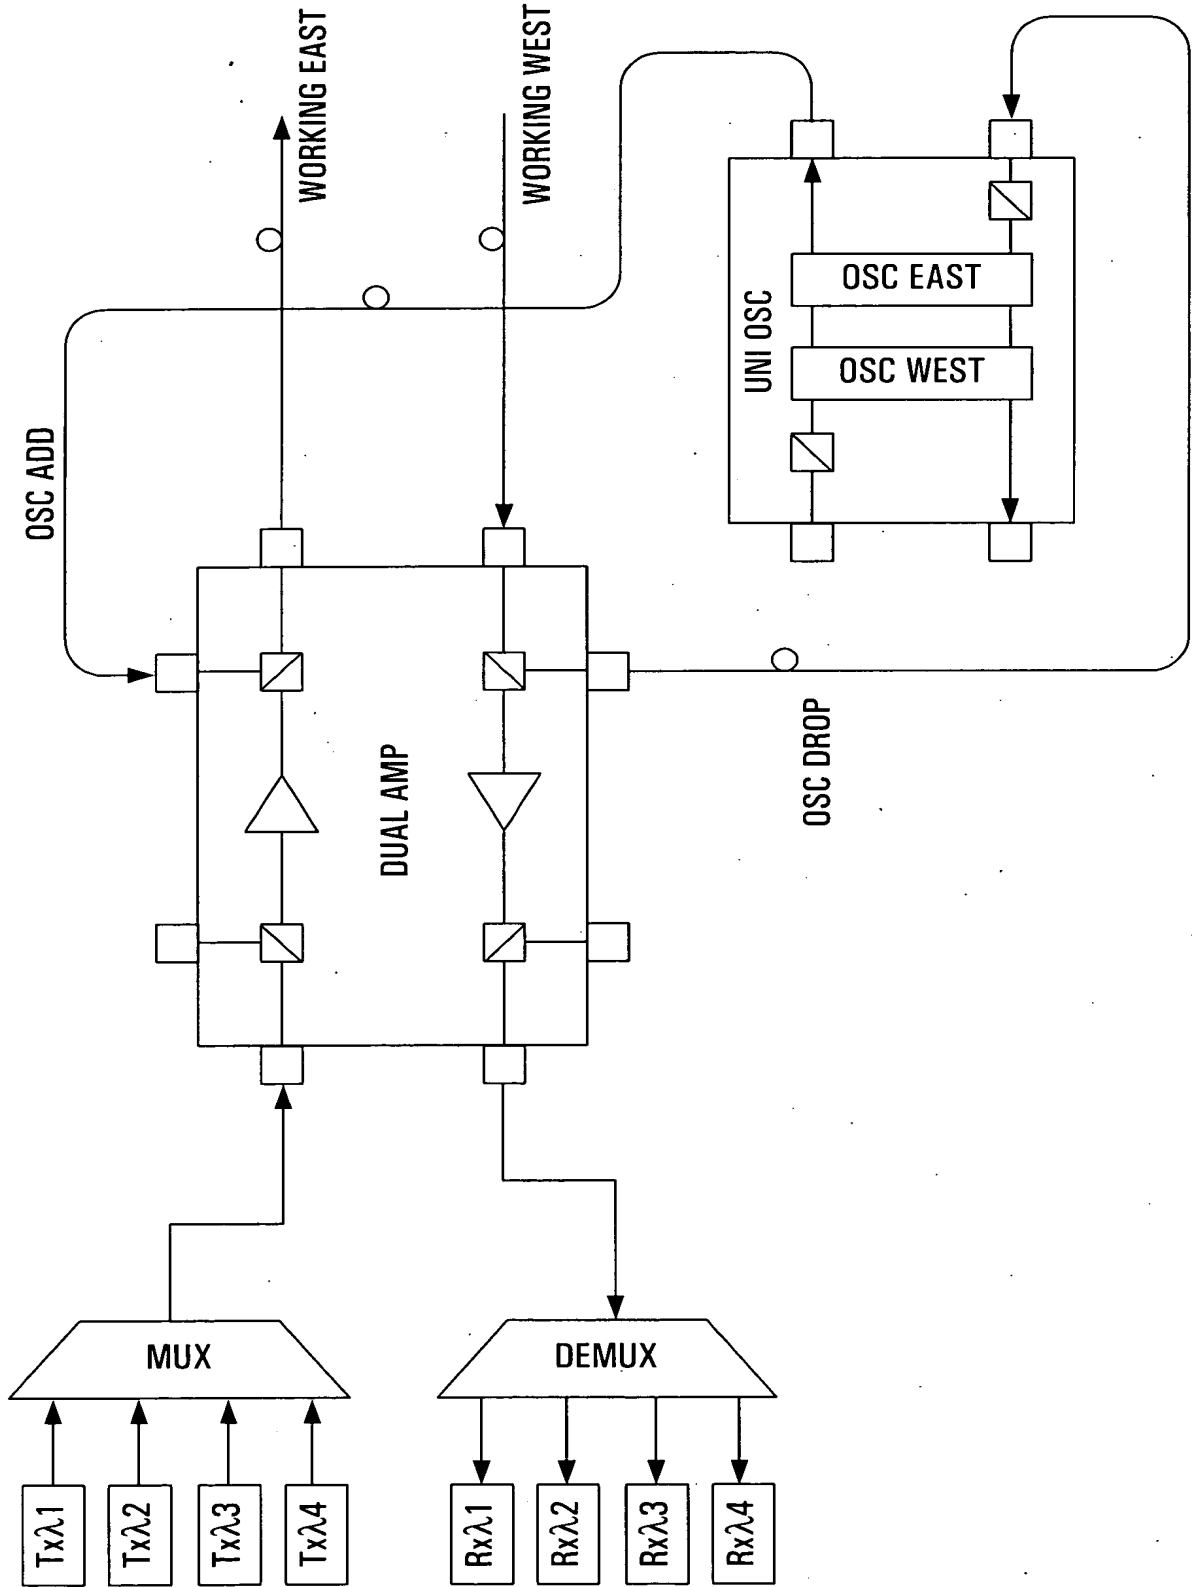 WORKING EAST
WORKING WEST
OSC ADD
UNI OSC
OSC EAST
OSC WEST
DUAL AMP
OSC DROP
MUX
DEMUX
Txλ1
Txλ2
Txλ3
Txλ4
Rxλ1
Rxλ2
Rxλ3
Rxλ4